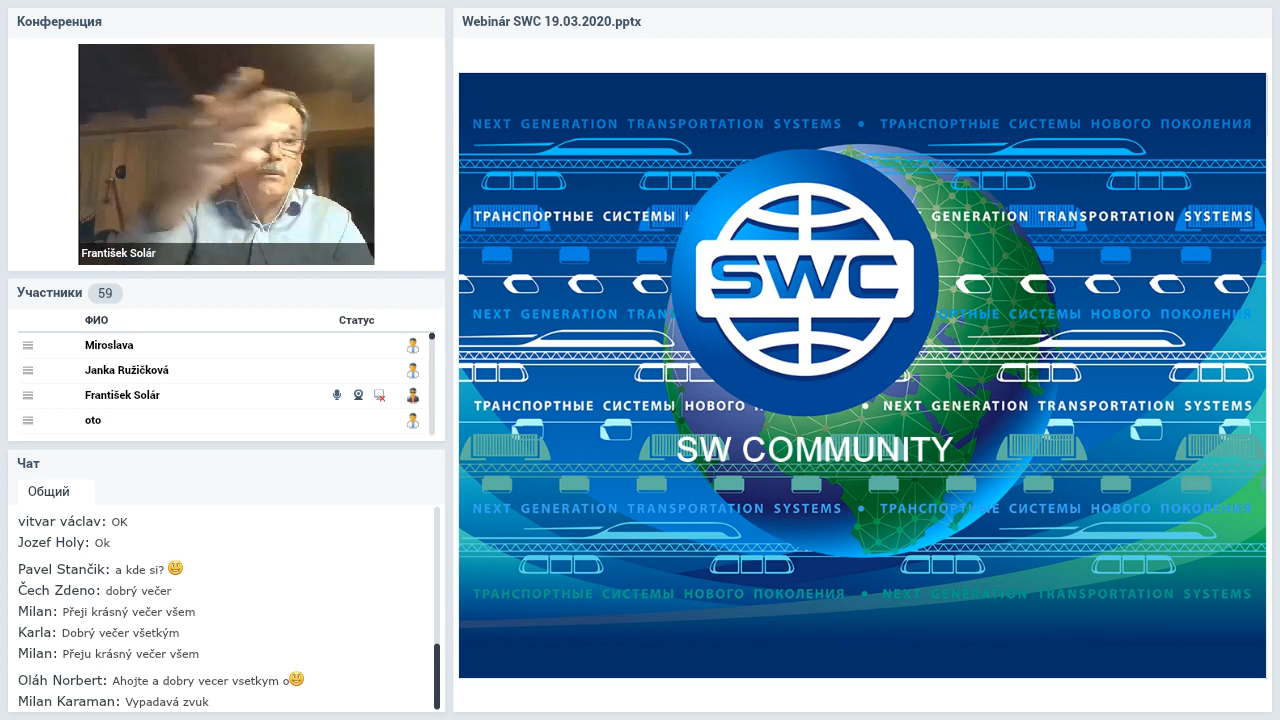 Конференция
František Solár
Участники 59
ФИО Статус
Miroslava
Janka Ružičková
František Solár
oto
Чат
Общий
vitvar václav: OK
Jozef Holy: Ok
Pavel Stančik: a kde si?
Čech Zdeno: dobrý večer
Milan: Přeji krásný večer všem
Karla: Dobrý večer všetkým
Milan: Přeju krásný večer všem
Oláh Norbert: Ahojte a dobry vecer vsetkym o
Milan Karaman: Vypadavá zvuk
Webinár SWC 19.03.2020.pptx
NEXT GENERATION TRANSPORTATION SYSTEMS • ТРАНСПОРТНЫЕ СИСТЕМЫ НОВОГО ПОКОЛЕНИЯ
ТРАНСПОРТНЫЕ СИСТЕМЫ GENERATION TRANSPORTATION SYSTEMS
SWC
NEXT GENERATION СИСТЕМЫ НОВОГО ПОКОЛЕНИЯ
ТРАНСПОРТНЫЕ СИСТЕМЫ НОВОГО • NEXT GENERATION TRANSPORTATION SYSTEMS
SW COMMUNITY
NEXT GENERATION TRANSPORTATION SYSTEMS • ТРАНСПОРТНЫЕ СИСТЕМЫ НОВОГО ПОКОЛЕНИЯ
ТРАНСПОРТНЫЕ СИСТЕМЫ НОВОГО ПОКОЛЕНИЯ • NEXT GENERATION TRANSPORTATION SYSTEMS